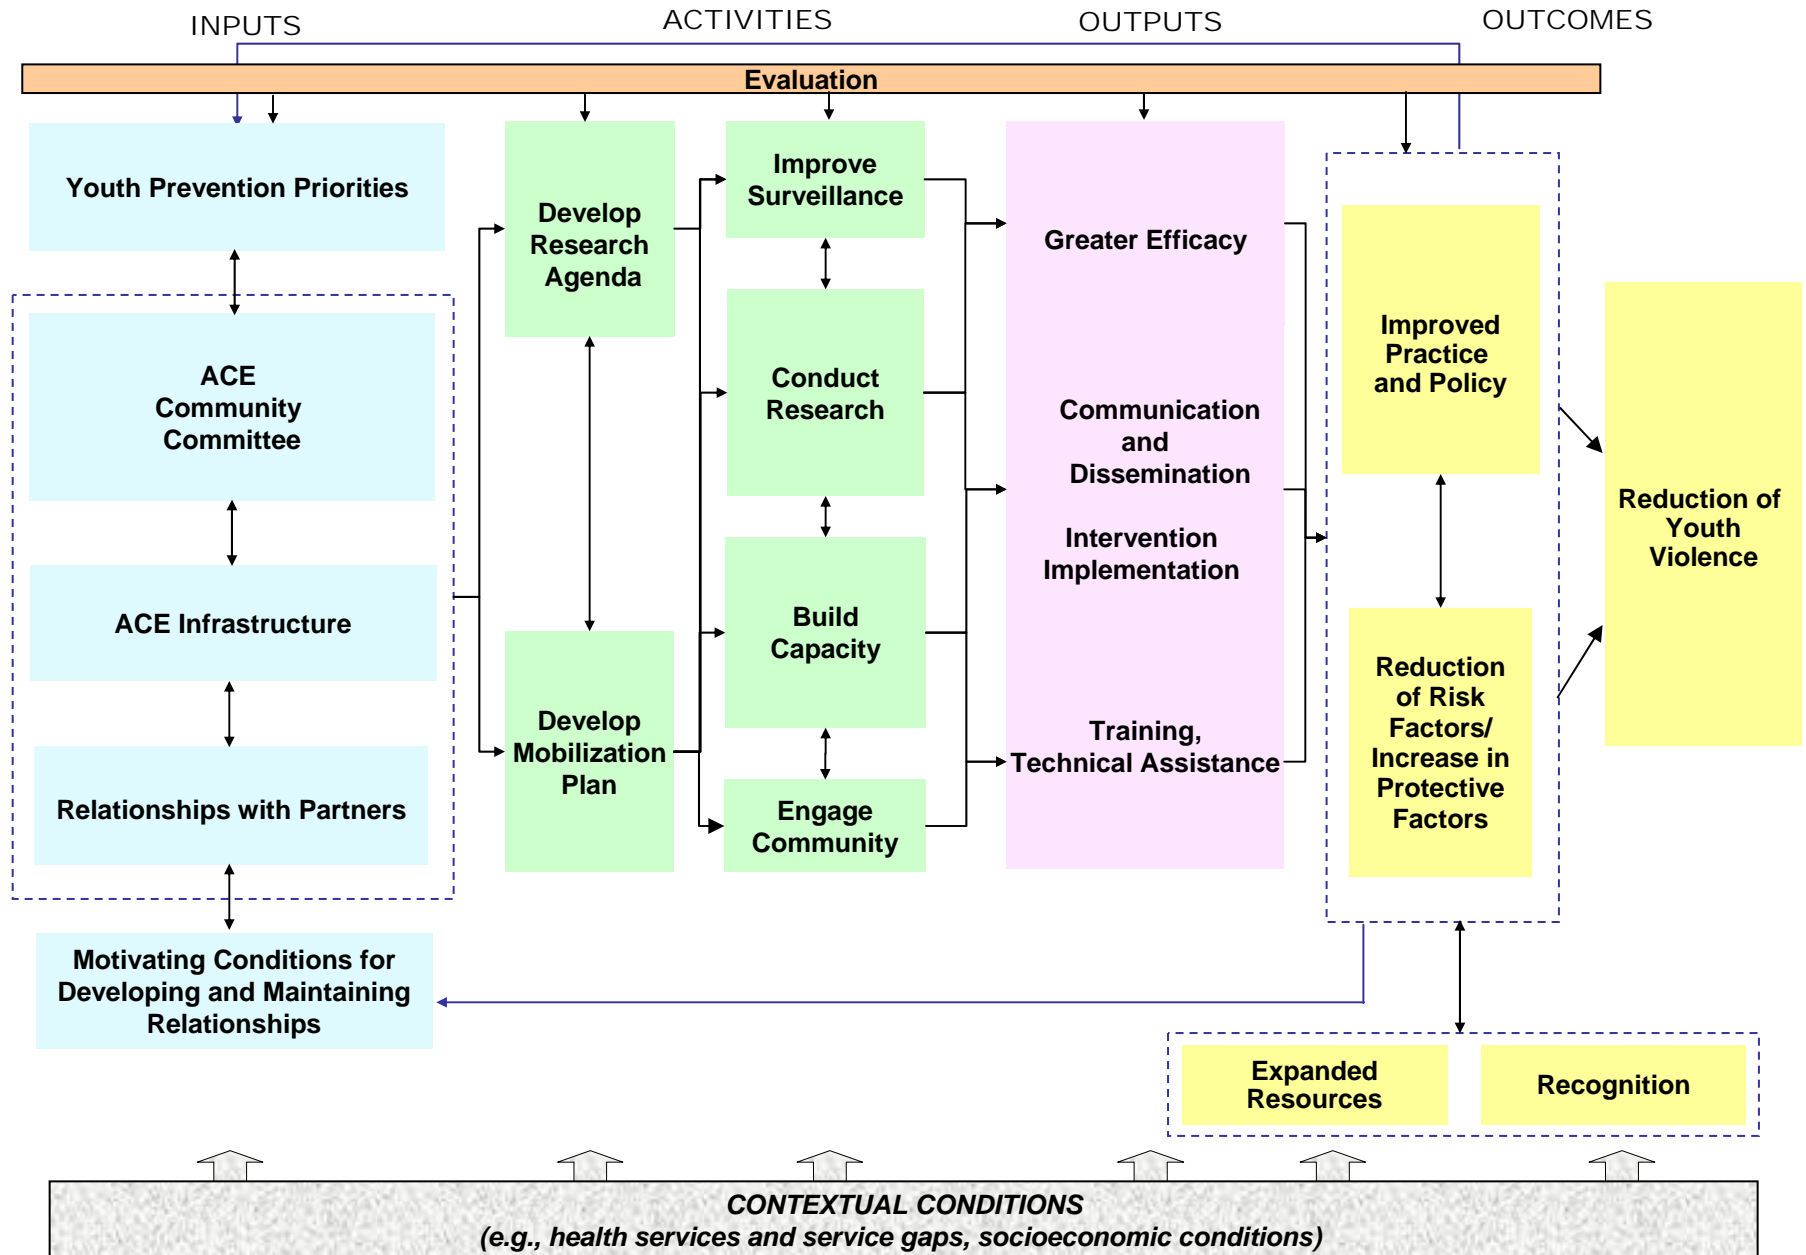 INPUTS
ACTIVITIES
OUTPUTS
OUTCOMES
Evaluation
Youth Prevention Priorities
ACE
Community
Committee
ACE Infrastructure
Relationships with Partners
Motivating Conditions for
Developing and Maintaining
Relationships
Develop
Research
Agenda
Develop
Mobilization
Plan
Improve
Surveillance
Conduct
Research
Build
Capacity
Engage
Community
Greater Efficacy
Communication
and
Dissemination
Intervention
Implementation
Training,
Technical Assistance
Improved
Practice
and Policy
Reduction
of Risk
Factors/
Increase in
Protective
Factors
Reduction of
Youth
Violence
Expanded
Resources
Recognition
CONTEXTUAL CONDITIONS
(e.g., health services and service gaps, socioeconomic conditions)